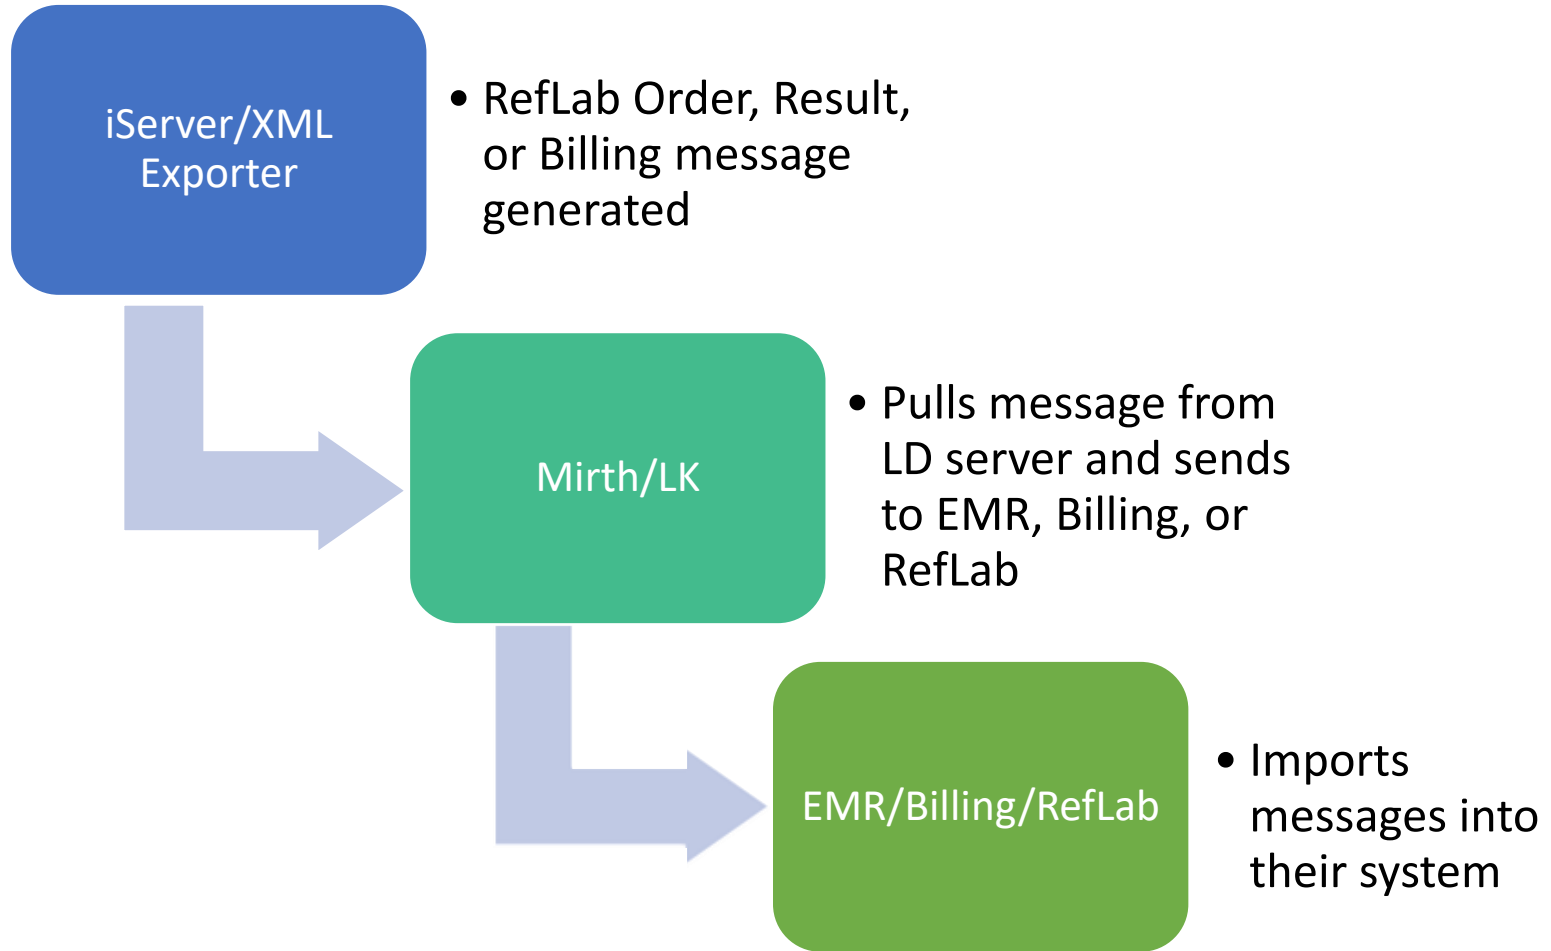 iServer/XML
Exporter
• RefLab Order, Result,
or Billing message
generated
Mirth/LK
• Pulls message from
LD server and sends
to EMR, Billing, or
RefLab
EMR/Billing/RefLab
• Imports
messages into
their system